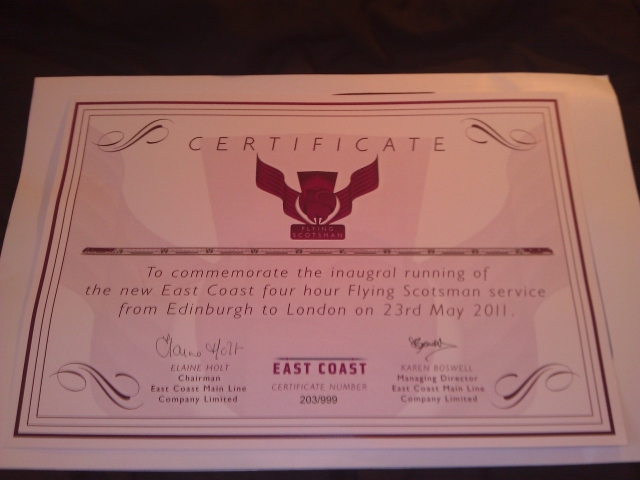 CERTIFICATE
FLYING
SCOTSMAN
To commemorate the inaugral running of
the new East Coast four hour Flying Scotsman service
from Edinburgh to London on 23rd May 2011.
Elaine Holt
ELAINE HOLT
Chairman
East Coast Main Line
Company Limited
EAST COAST
CERTIFICATE NUMBER
203/999
KAREN BOSWELL
Managing Director
East Coast Main Line
Company Limited